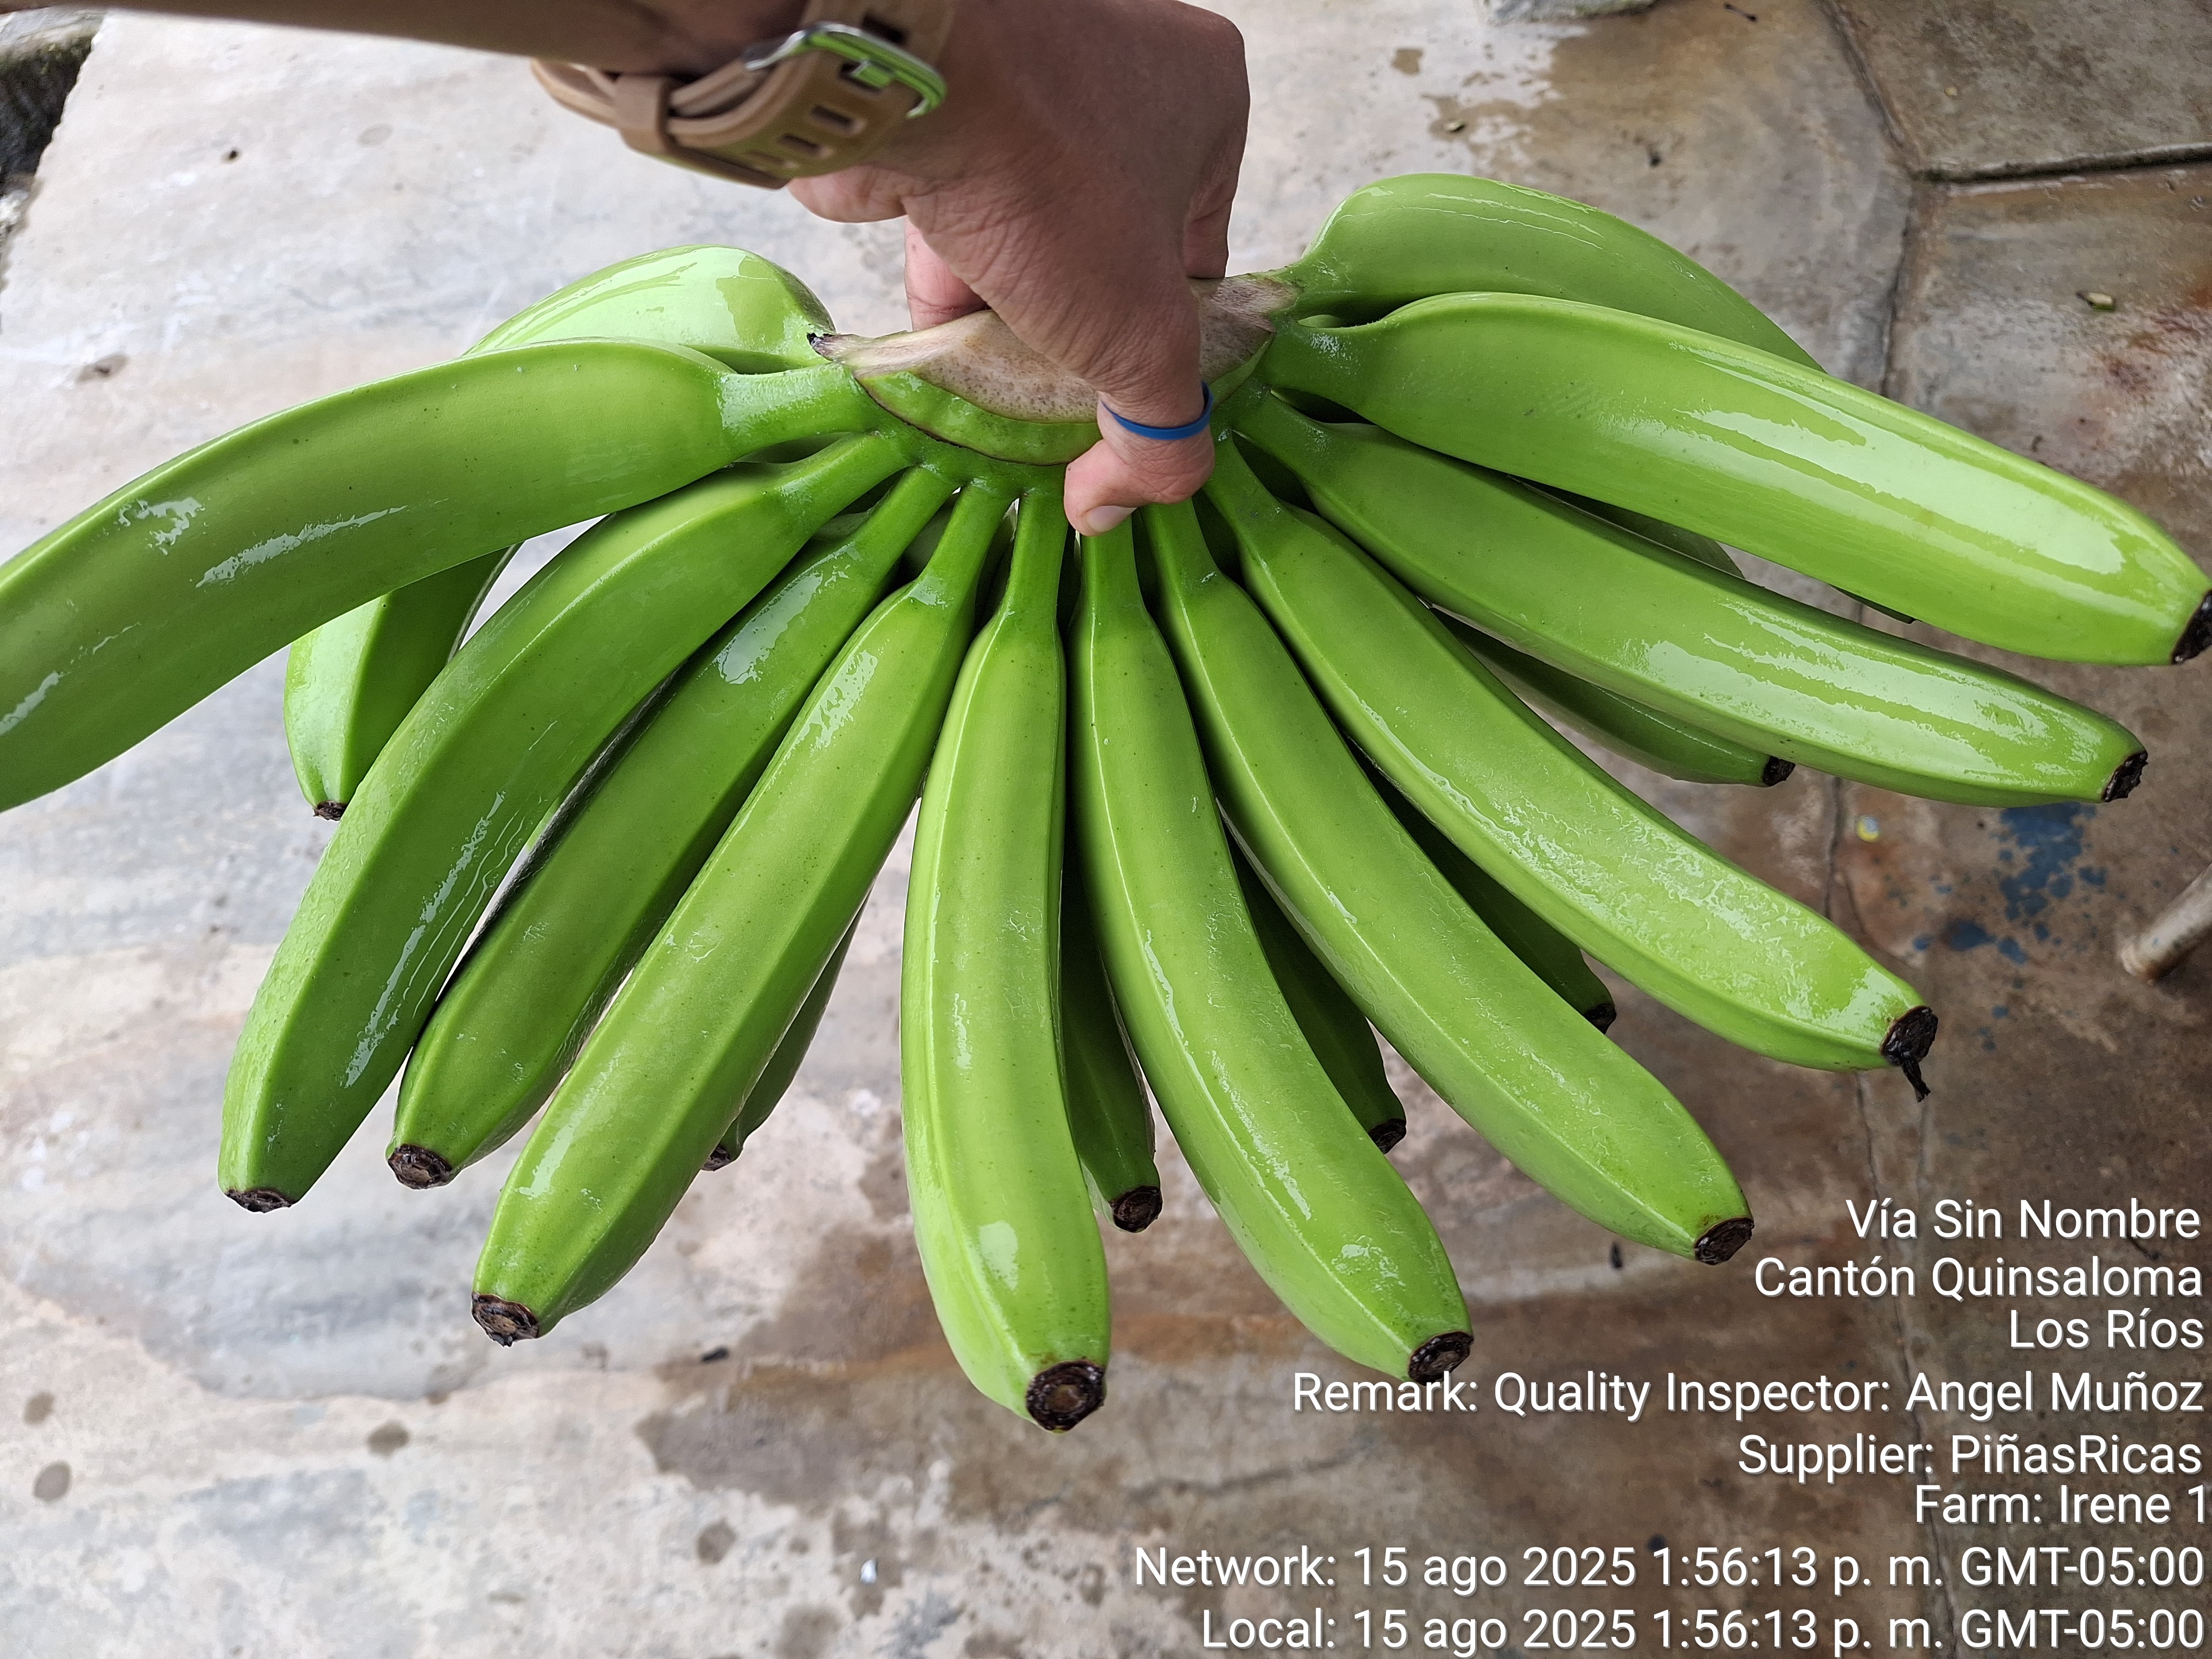 Vía Sin Nombre
Cantón Quinsaloma
Los Ríos
Remark: Quality Inspector: Angel Muñoz
Supplier: PiñasRicas
Farm: Irene 1
Network: 15 ago 2025 1:56:13 p. m. GMT-05:00
Local: 15 ago 2025 1:56:13 p. m. GMT-05:00